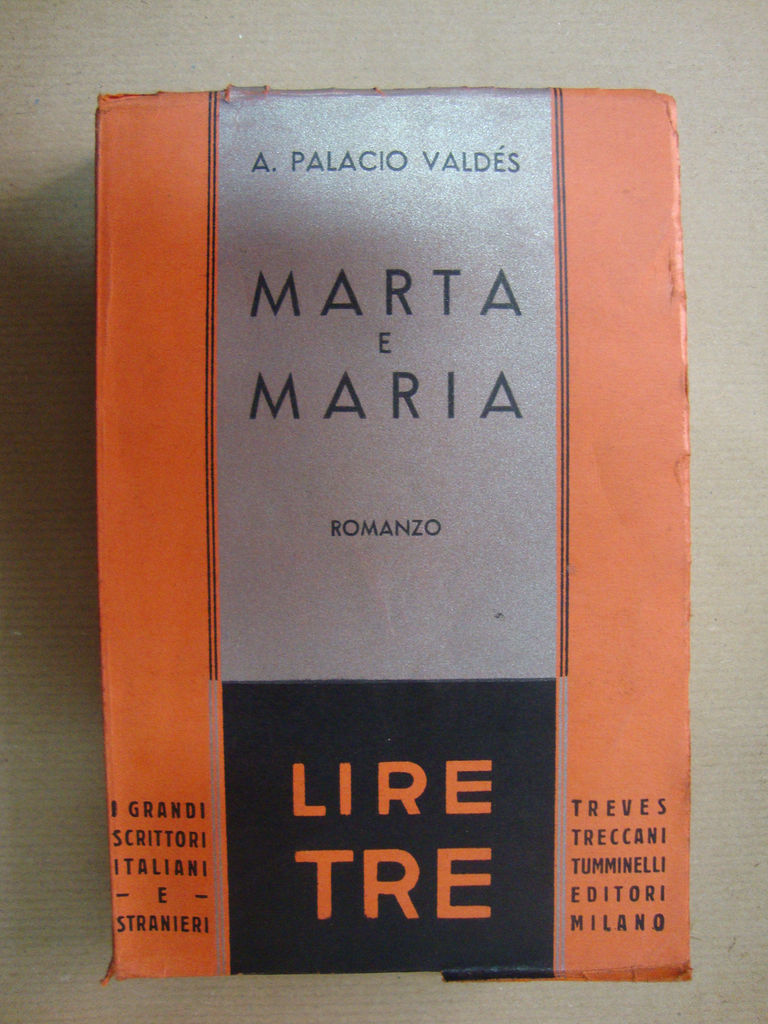 A. PALACIO VALDÉS
MARTA
E
MARIA
ROMANZO
LIRE
TRE
I GRANDI
SCRITTORI
ITALIANI
– E –
STRANIERI
TREVES
TRECCANI
TUMMINELLI
EDITORI
MILANO